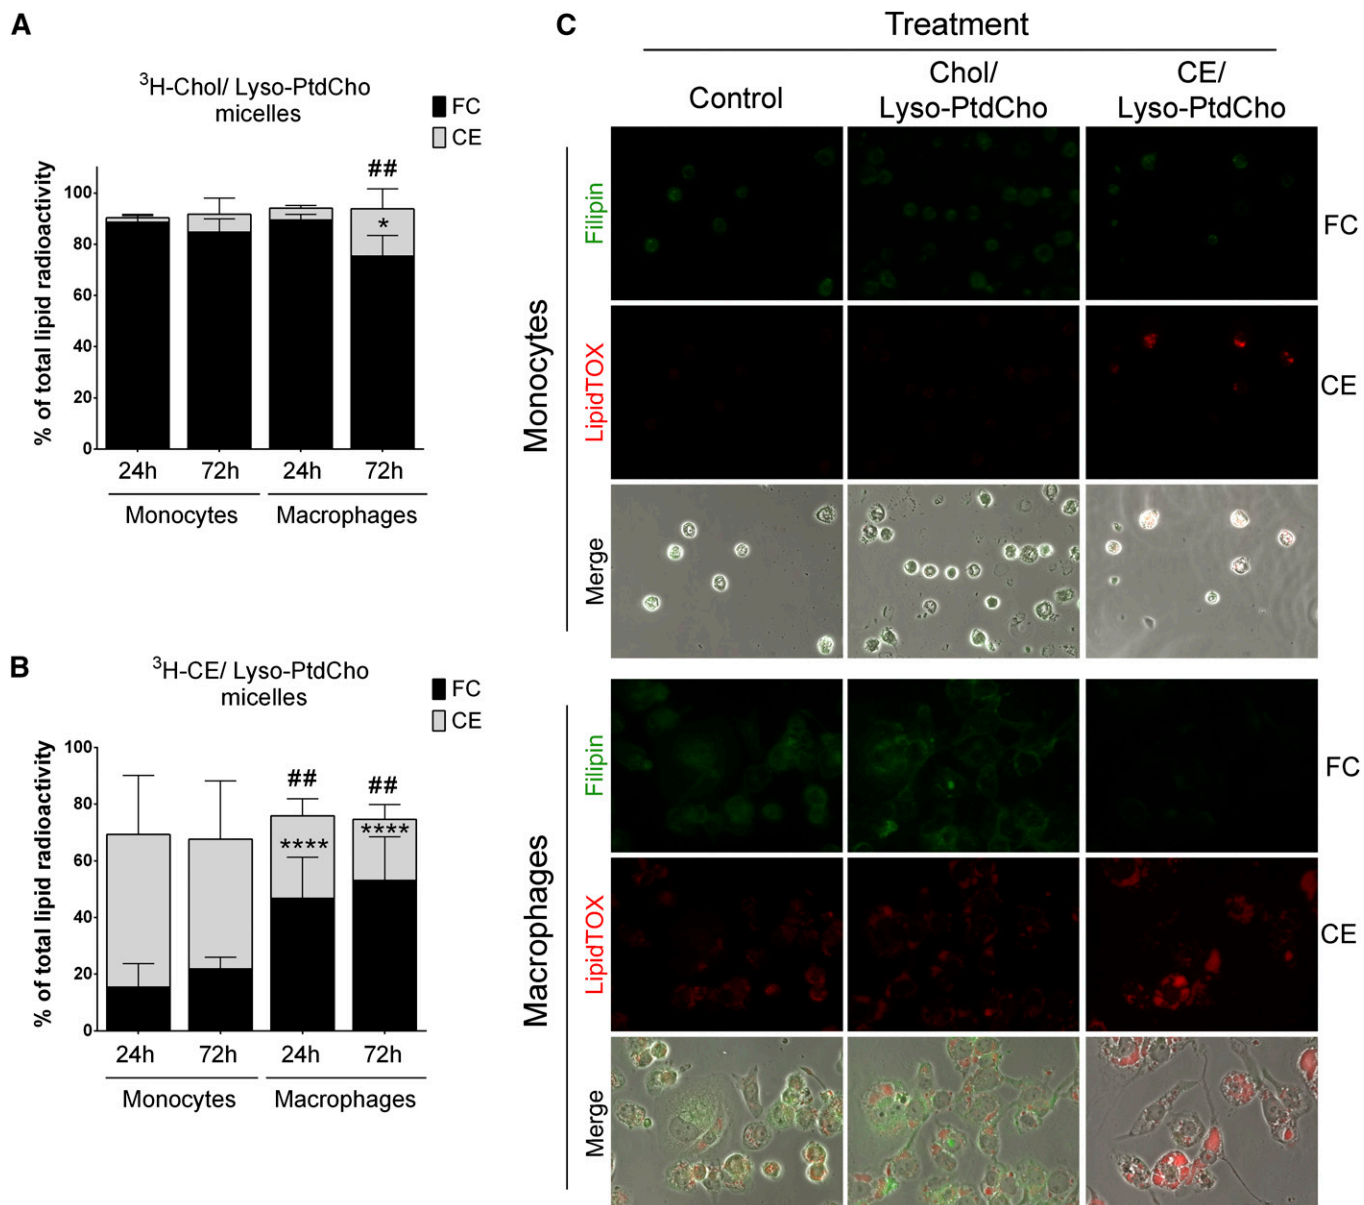 A
³H-Chol/ Lyso-PtdCho
micelles
FC
CE
% of total lipid radioactivity
100
80
60
40
20
0
##
*
24h 72h 24h 72h
Monocytes Macrophages
B
³H-CE/ Lyso-PtdCho
micelles
FC
CE
% of total lipid radioactivity
100
80
60
40
20
0
## ##
**** ****
24h 72h 24h 72h
Monocytes Macrophages
C
Treatment
Control
Chol/
Lyso-PtdCho
CE/
Lyso-PtdCho
Monocytes
Filipin
FC
LipidTOX
CE
Merge
Macrophages
Filipin
FC
LipidTOX
CE
Merge